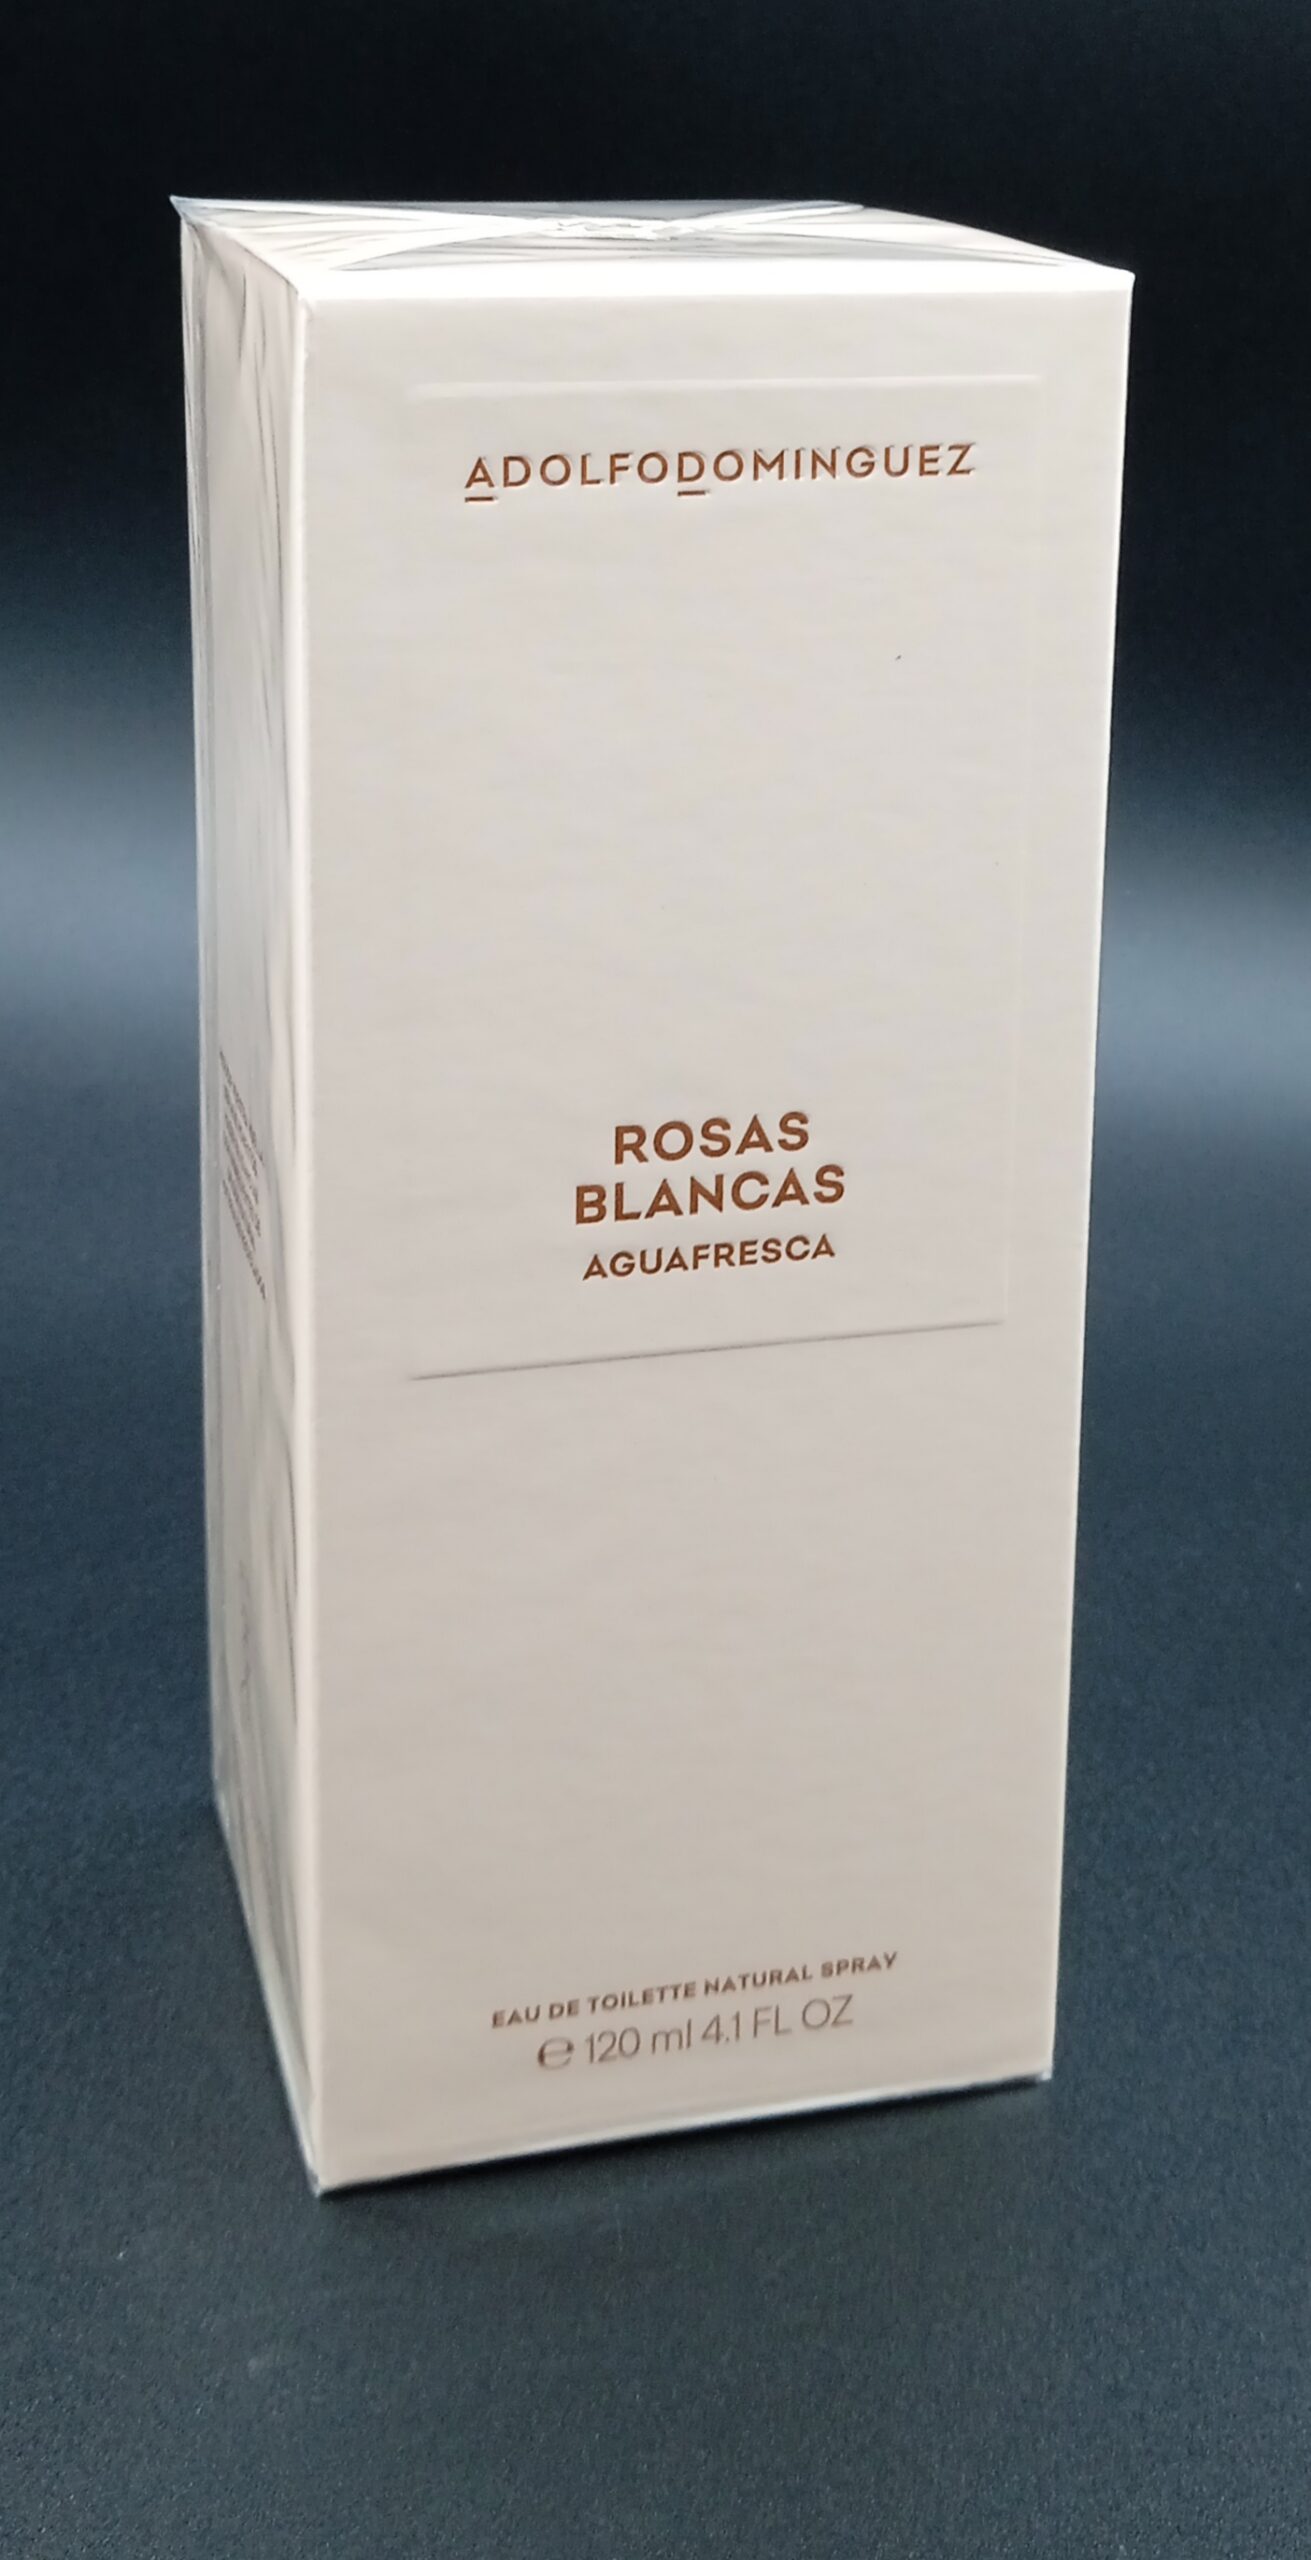 ADOLFODOMINGUEZ
ROSAS
BLANCAS
AGUAFRESCA
EAU DE TOILETTE NATURAL SPRAY
℮ 120 ml 4.1 FL OZ